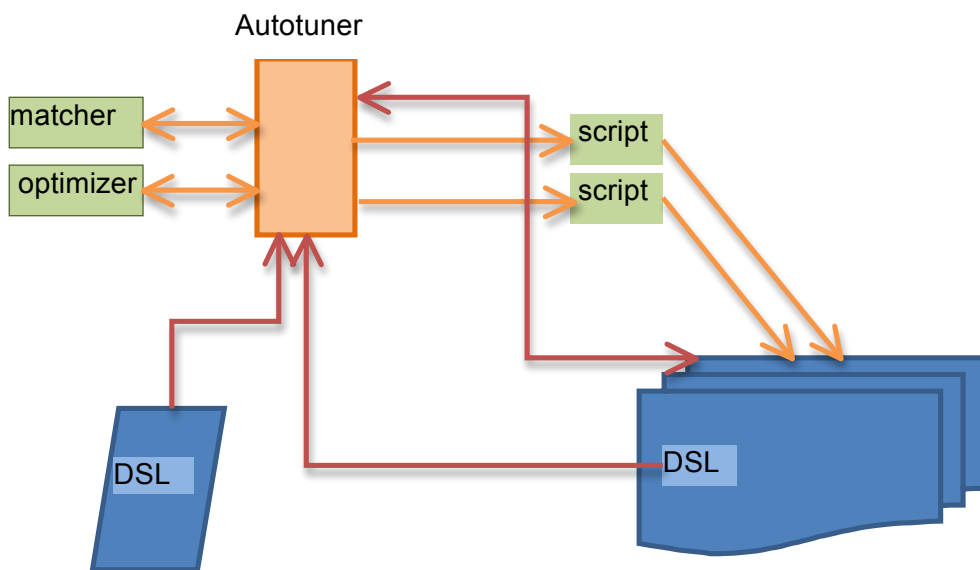 Autotuner
matcher
script
optimizer
script
DSL
DSL